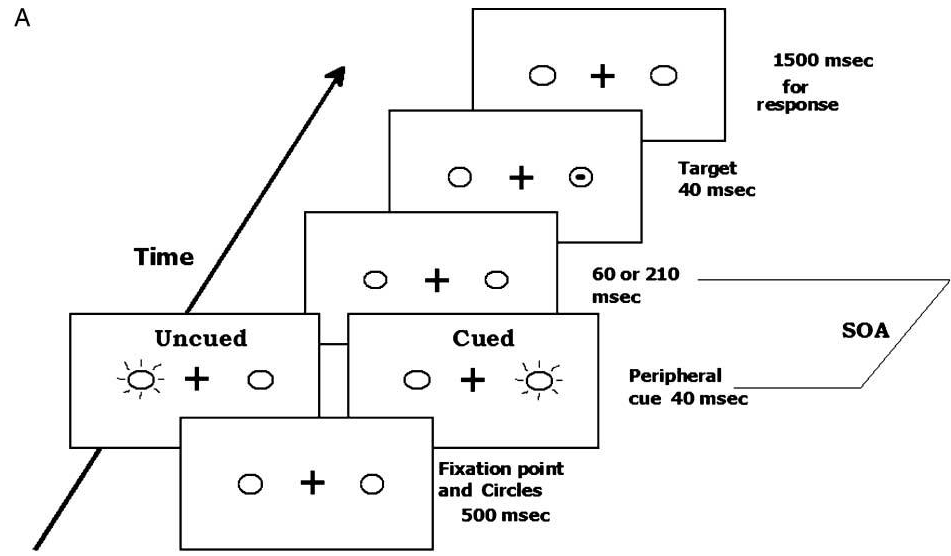 A
1500 msec
for
response
Target
40 msec
Time
60 or 210
msec
Uncued
Cued
SOA
Peripheral
cue 40 msec
Fixation point
and Circles
500 msec